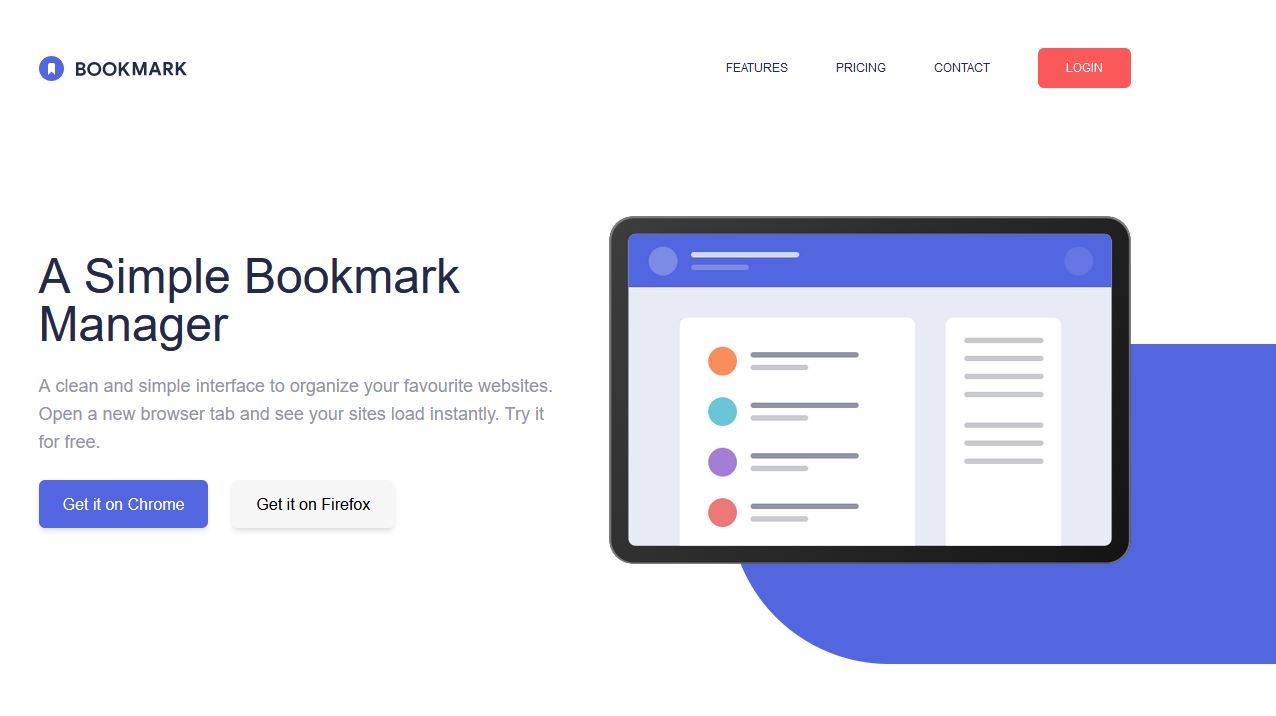 BOOKMARK
FEATURES
PRICING
CONTACT
LOGIN
A Simple Bookmark
Manager
A clean and simple interface to organize your favourite websites.
Open a new browser tab and see your sites load instantly. Try it
for free.
Get it on Chrome
Get it on Firefox